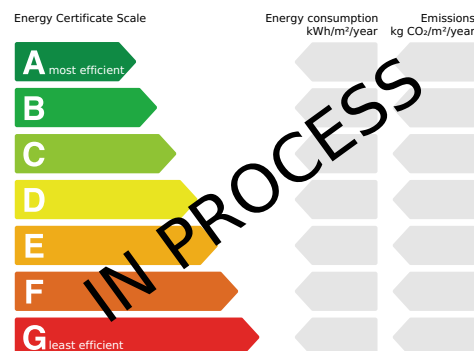 Energy Certificate Scale
Energy consumption
kWh/m²/year
Emissions
kg CO₂/m²/year
A most efficient
B
C
D
E
F
G least efficient
IN PROCESS